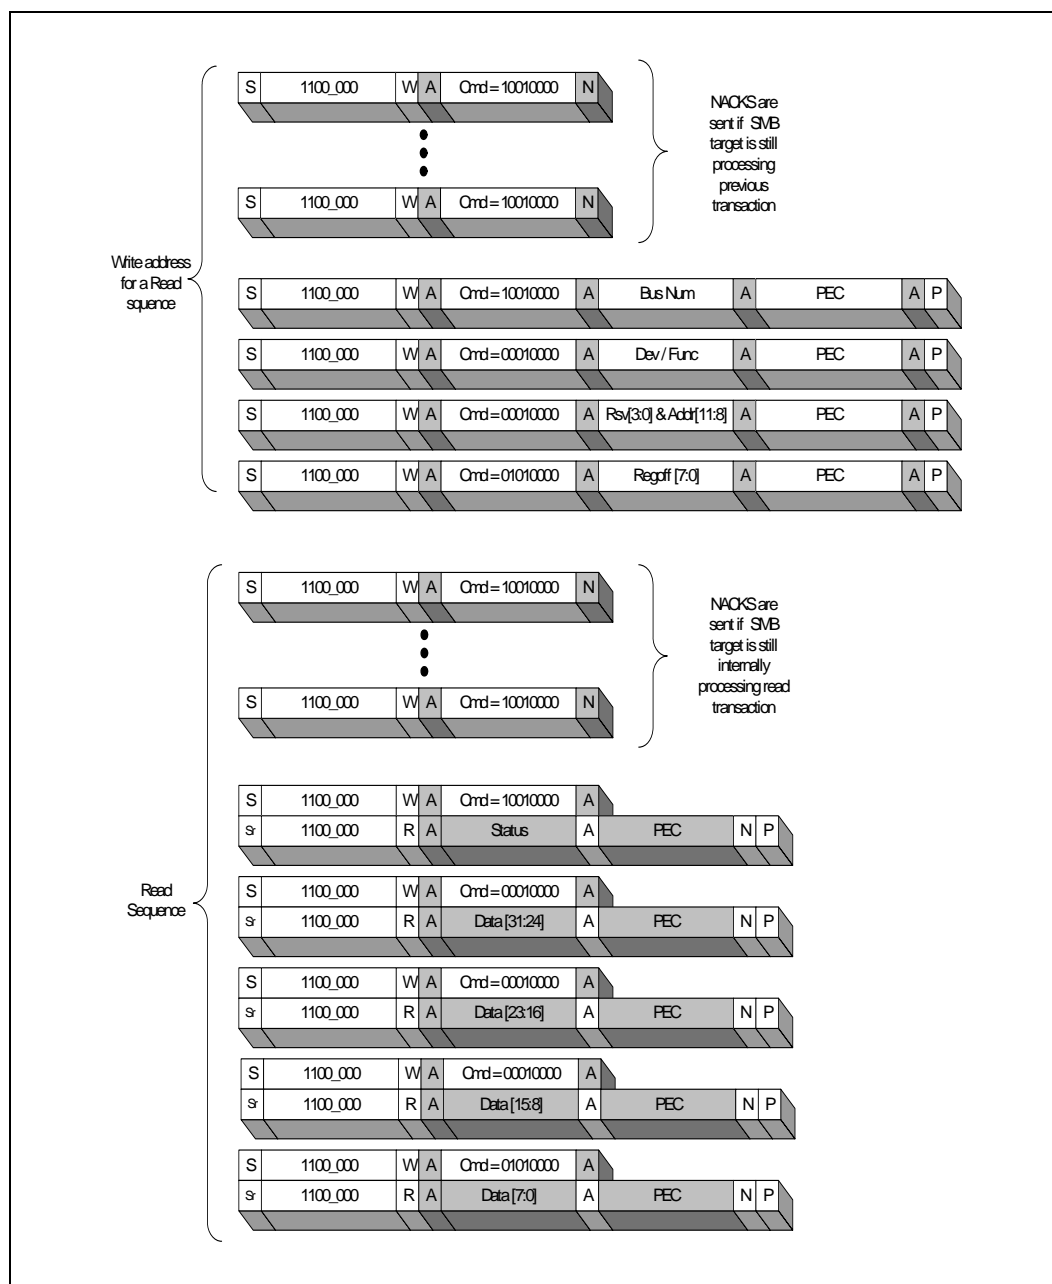 S 1100_000 W A Cmd = 10010000 N
NACKS are
sent if SMB
target is still
processing
previous
transaction
S 1100_000 W A Cmd = 10010000 N
Write address
for a Read
squence
S 1100_000 W A Cmd = 10010000 A Bus Num A PEC A P
S 1100_000 W A Cmd = 00010000 A Dev / Func A PEC A P
S 1100_000 W A Cmd = 00010000 A Rsv[3:0] & Addr[11:8] A PEC A P
S 1100_000 W A Cmd = 01010000 A Regoff [7:0] A PEC A P
S 1100_000 W A Cmd = 10010000 N
NACKS are
sent if SMB
target is still
internally
processing read
transaction
S 1100_000 W A Cmd = 10010000 N
Read
Sequence
S 1100_000 W A Cmd = 10010000 A
Sr 1100_000 R A Status A PEC N P
S 1100_000 W A Cmd = 00010000 A
Sr 1100_000 R A Data [31:24] A PEC N P
S 1100_000 W A Cmd = 00010000 A
Sr 1100_000 R A Data [23:16] A PEC N P
S 1100_000 W A Cmd = 00010000 A
Sr 1100_000 R A Data [15:8] A PEC N P
S 1100_000 W A Cmd = 01010000 A
Sr 1100_000 R A Data [7:0] A PEC N P